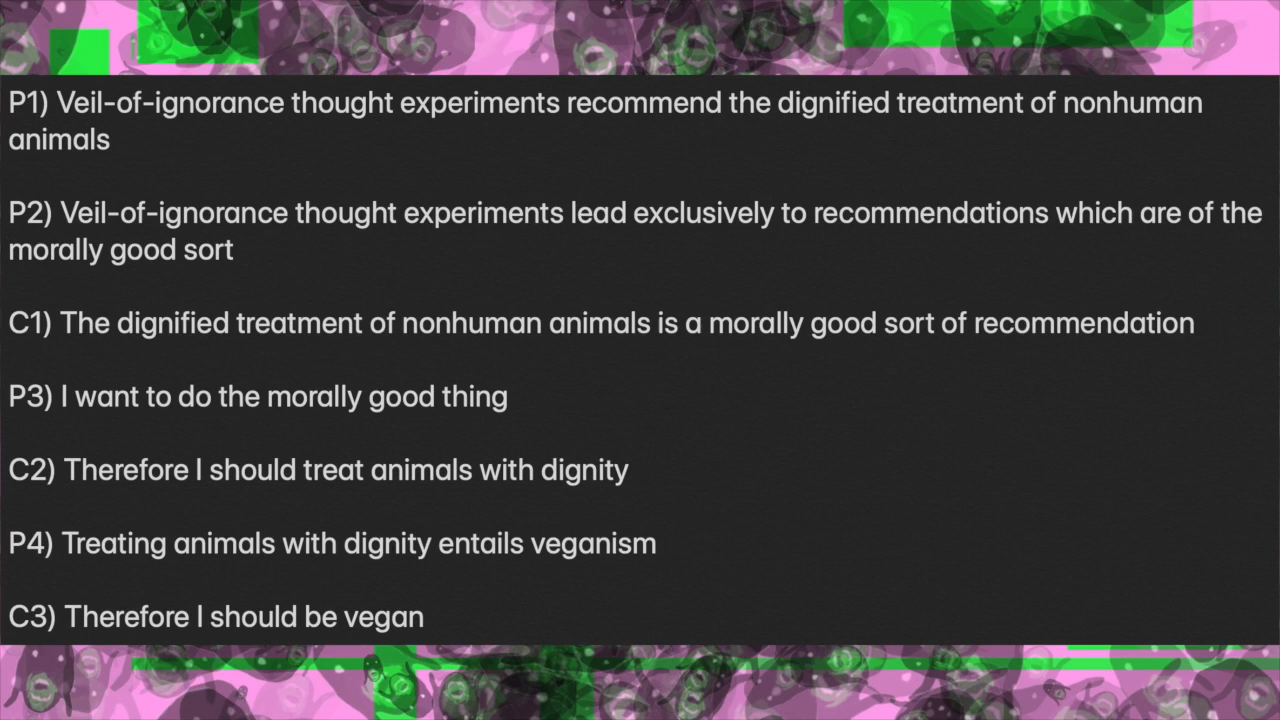 P1) Veil-of-ignorance thought experiments recommend the dignified treatment of nonhuman
animals
P2) Veil-of-ignorance thought experiments lead exclusively to recommendations which are of the
morally good sort
C1) The dignified treatment of nonhuman animals is a morally good sort of recommendation
P3) I want to do the morally good thing
C2) Therefore I should treat animals with dignity
P4) Treating animals with dignity entails veganism
C3) Therefore I should be vegan